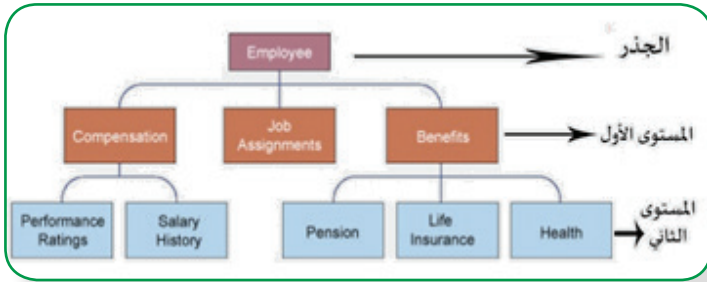 Employee
الجذر
Compensation
Job
Assignments
Benefits
المستوى الأول
Performance
Ratings
Salary
History
Pension
Life
Insurance
Health
المستوى
الثاني